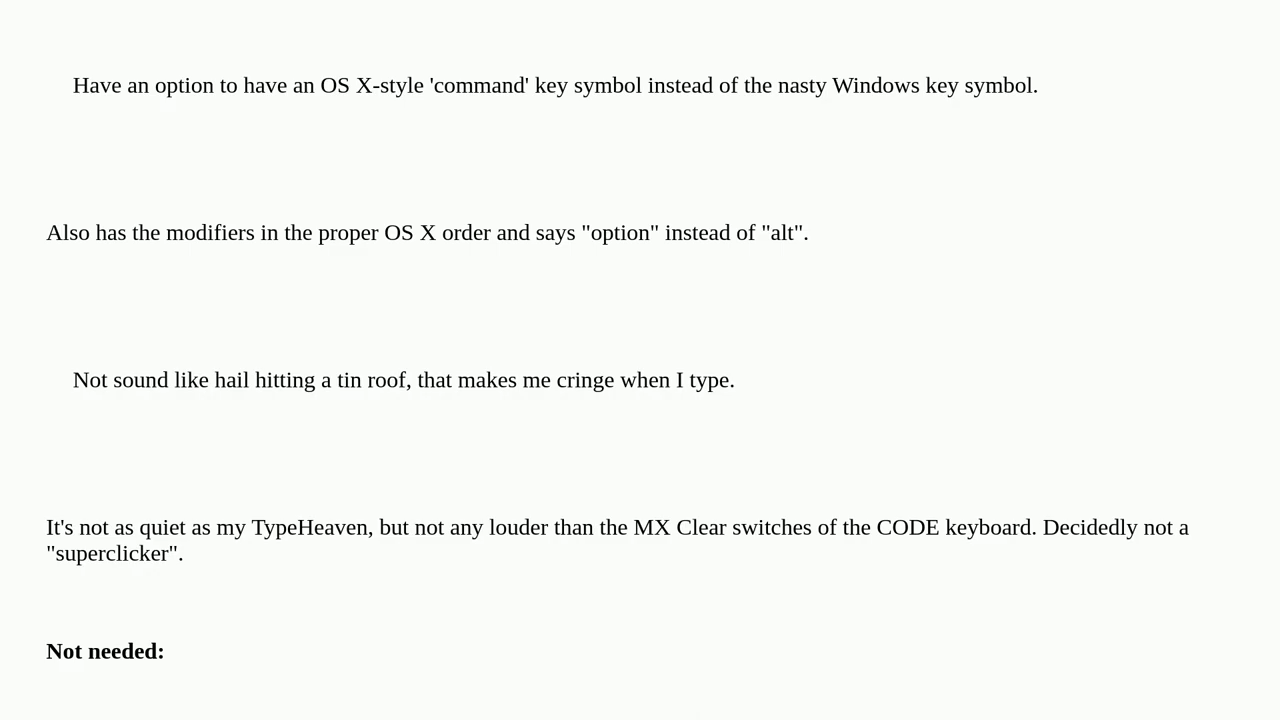 Have an option to have an OS X-style 'command' key symbol instead of the nasty Windows key symbol.
Also has the modifiers in the proper OS X order and says "option" instead of "alt".
Not sound like hail hitting a tin roof, that makes me cringe when I type.
It's not as quiet as my TypeHeaven, but not any louder than the MX Clear switches of the CODE keyboard. Decidedly not a
"superclicker".
Not needed: